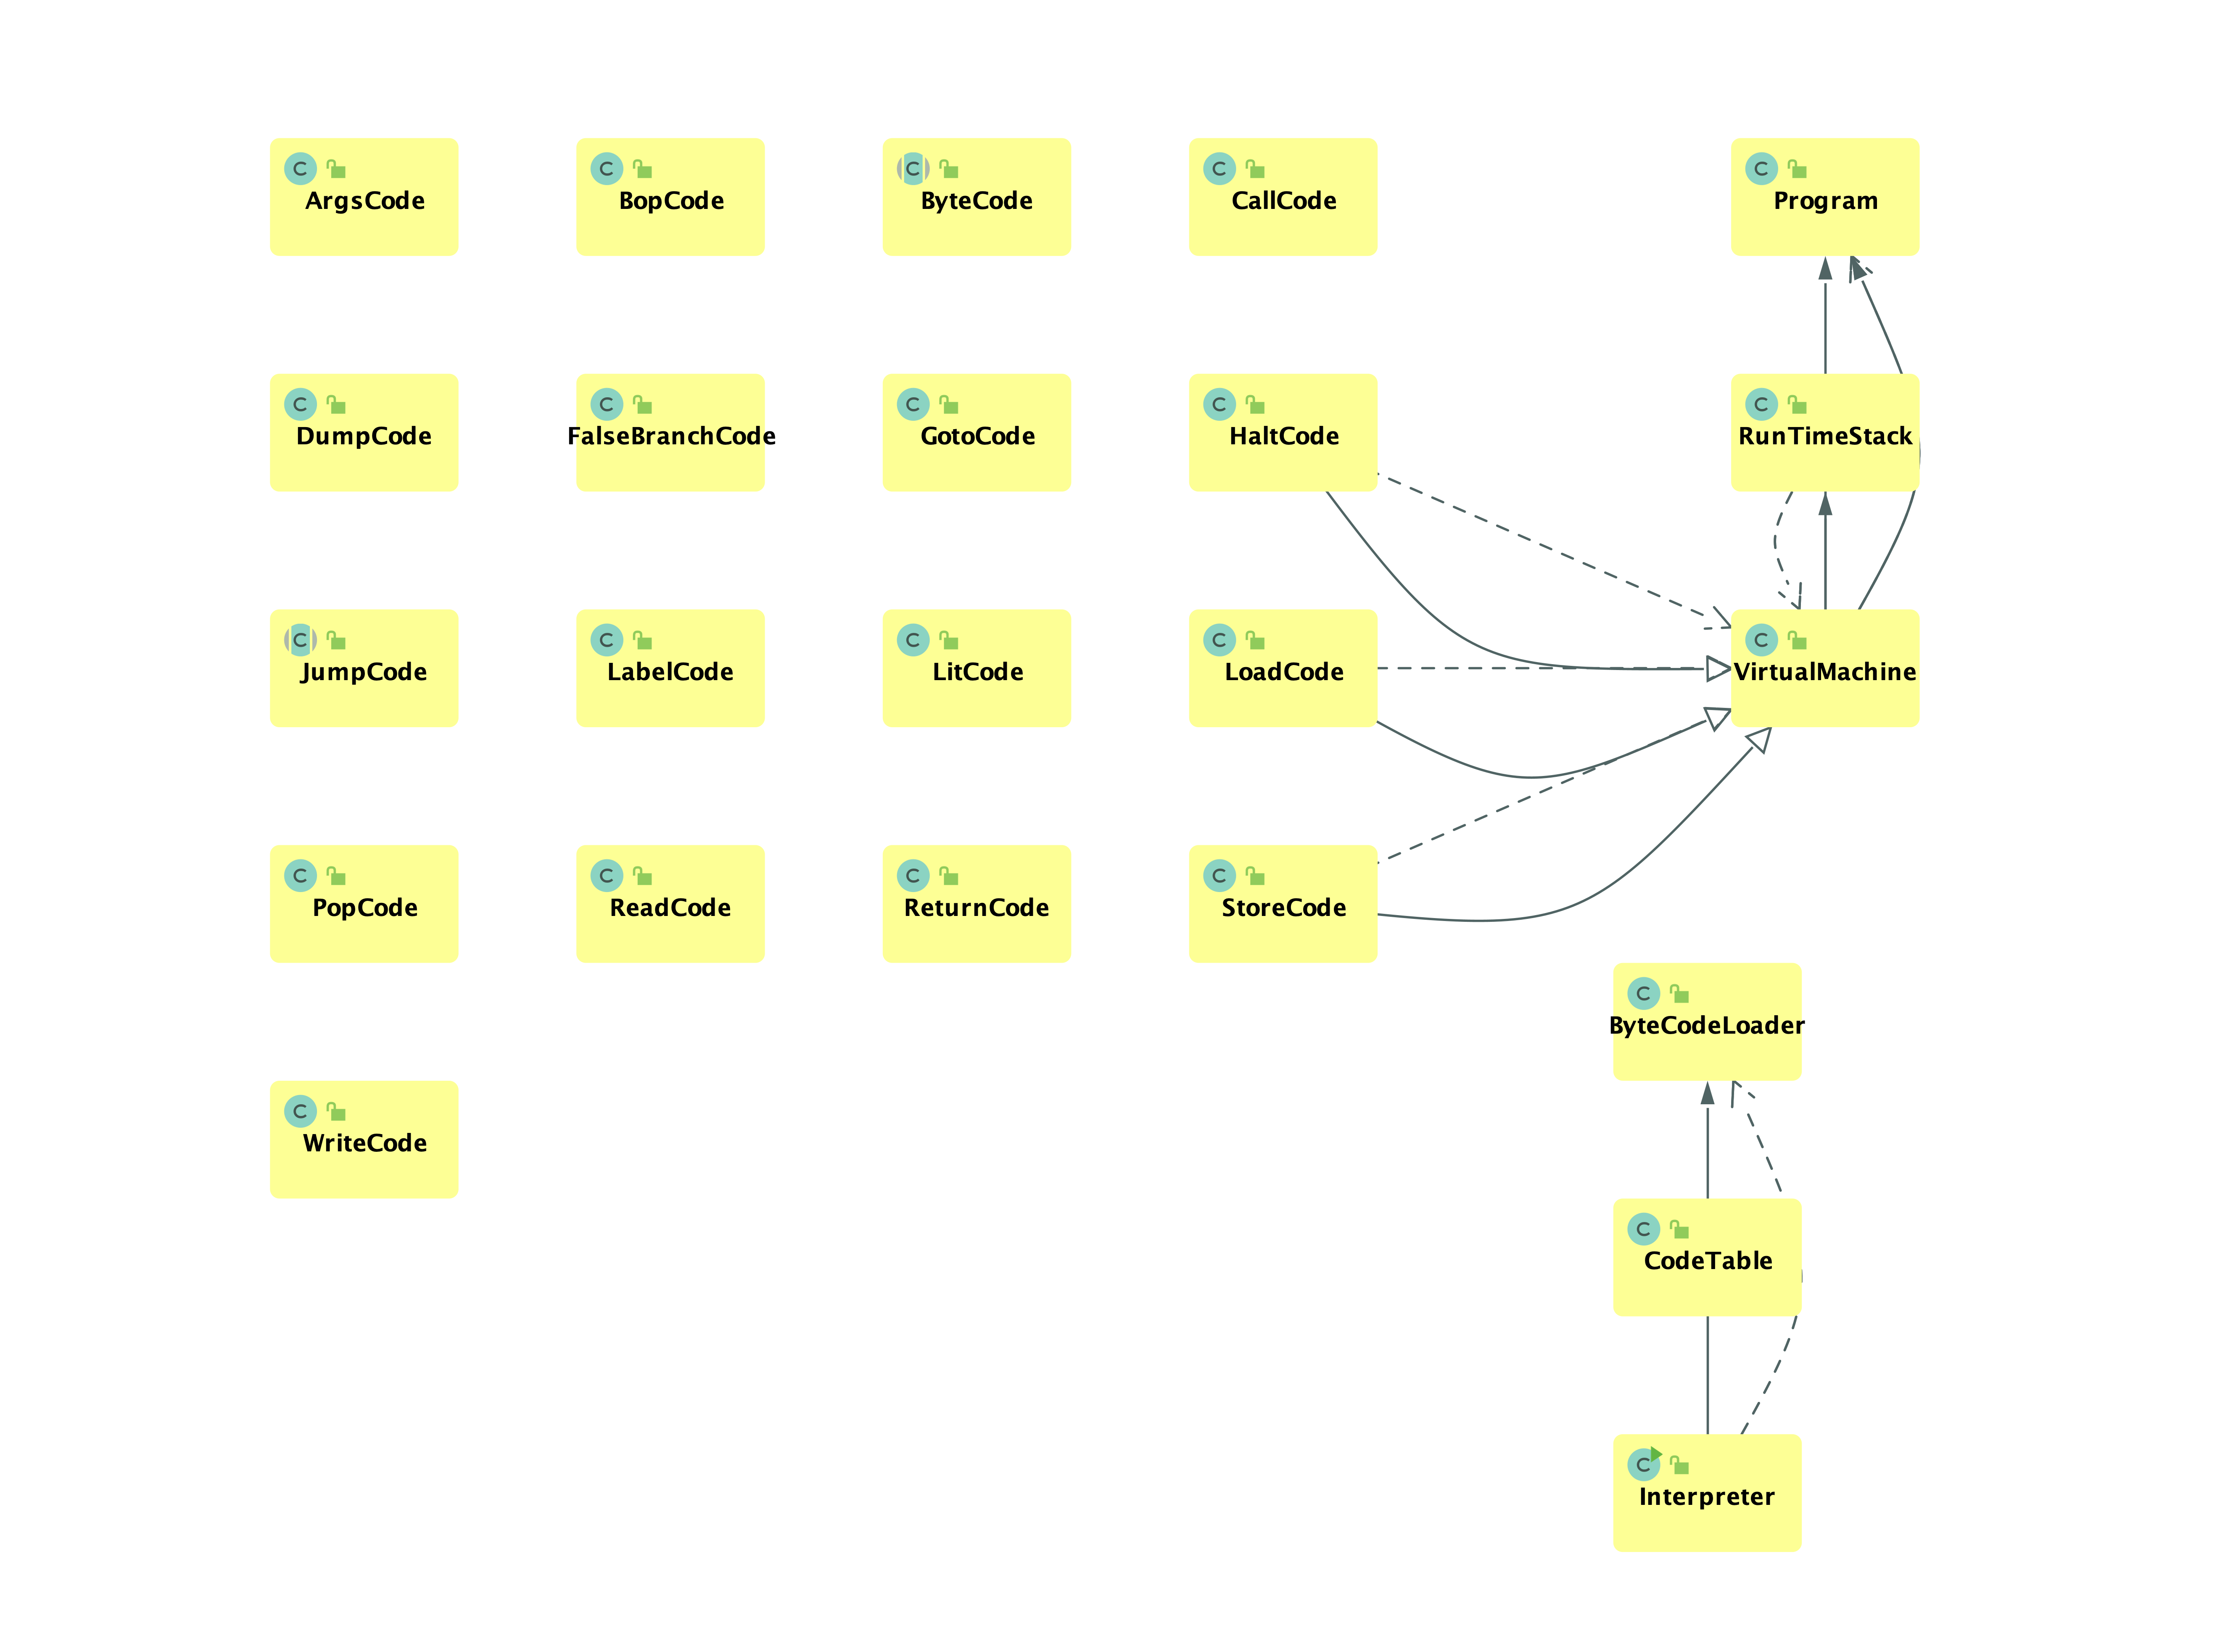 C
ArgsCode
C
BopCode
C
ByteCode
C
CallCode
C
Program
C
DumpCode
C
FalseBranchCode
C
GotoCode
C
HaltCode
C
RunTimeStack
C
JumpCode
C
LabelCode
C
LitCode
C
LoadCode
C
VirtualMachine
C
PopCode
C
ReadCode
C
ReturnCode
C
StoreCode
C
ByteCodeLoader
C
WriteCode
C
CodeTable
C
Interpreter